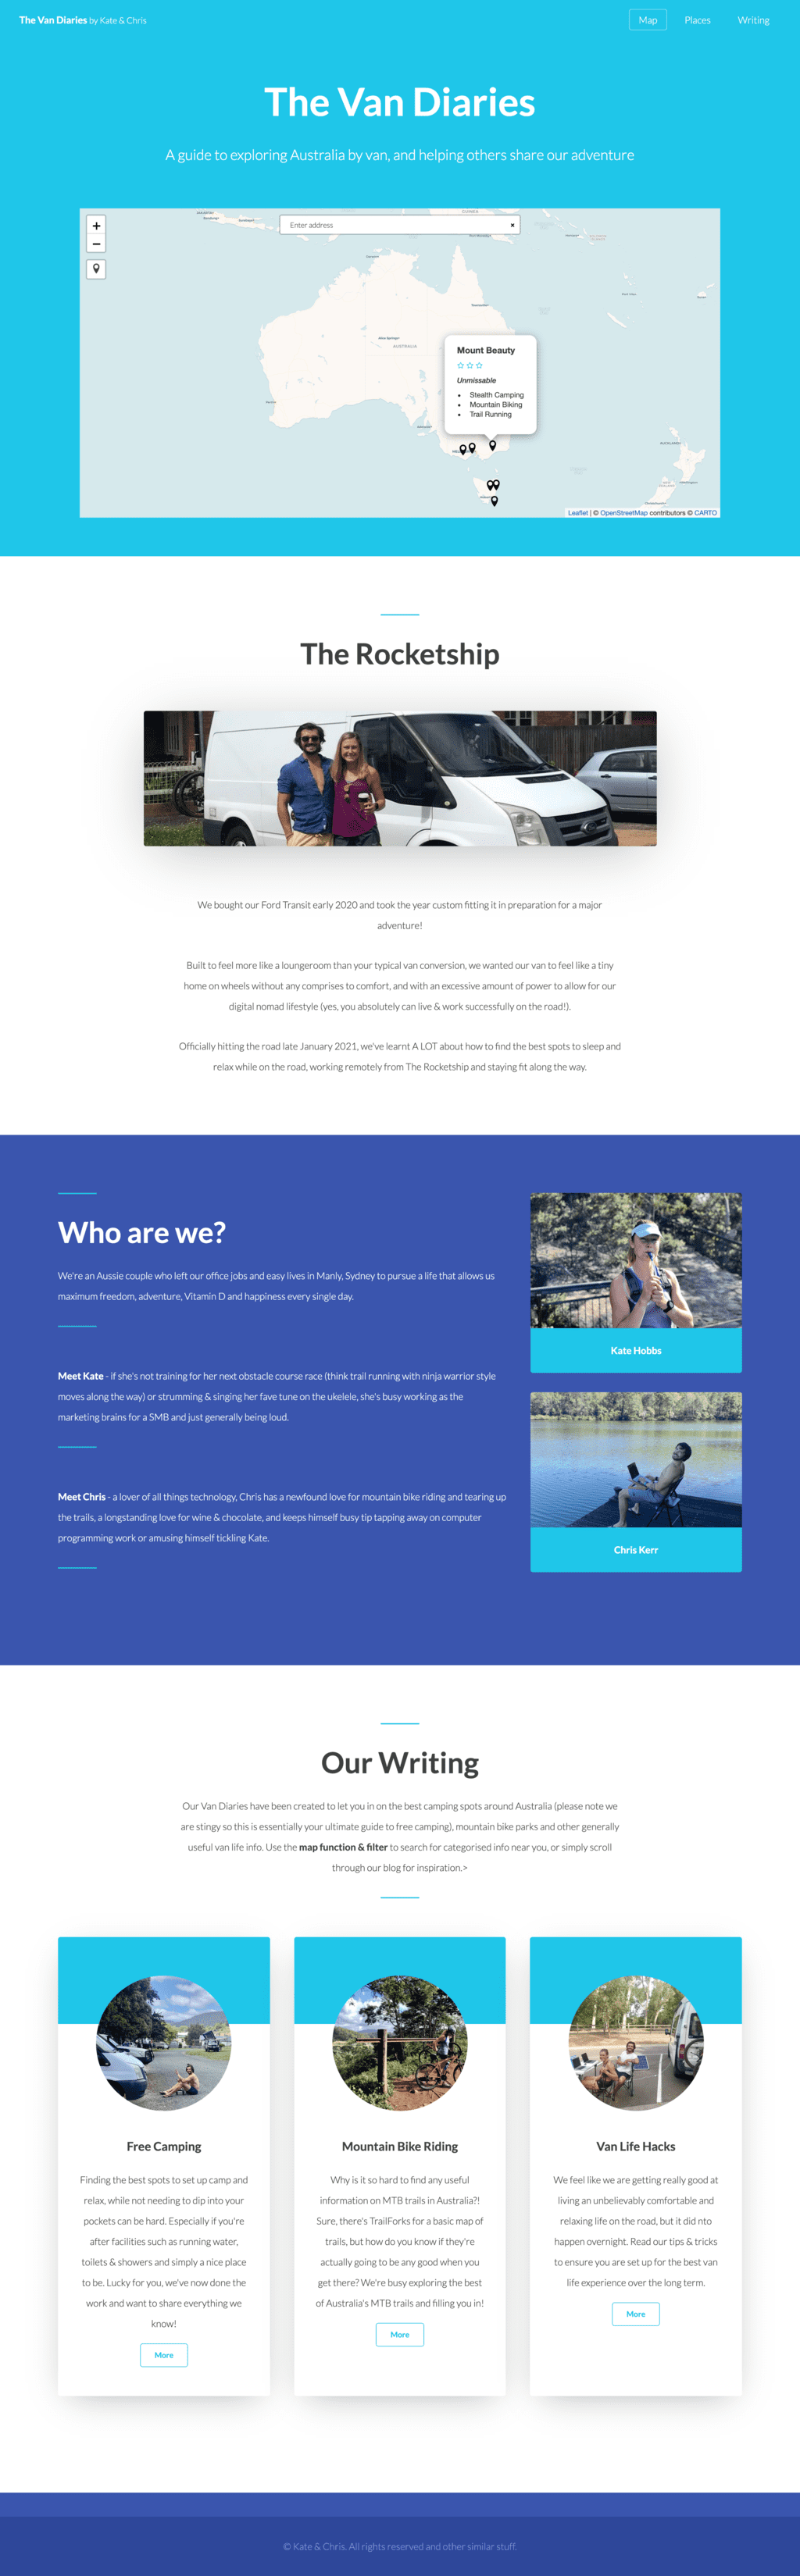 The Van Diaries by Kate & Chris
Map
Places
Writing
The Van Diaries
A guide to exploring Australia by van, and helping others share our adventure
+
Enter address
×
−
AUSTRALIA
Mount Beauty
Unmissable
Stealth Camping
Mountain Biking
Trail Running
Leaflet | © OpenStreetMap contributors © CARTO
The Rocketship
We bought our Ford Transit early 2020 and took the year custom fitting it in preparation for a major
adventure!
Built to feel more like a loungeroom than your typical van conversion, we wanted our van to feel like a tiny
home on wheels without any comprises to comfort, and with an excessive amount of power to allow for our
digital nomad lifestyle (yes, you absolutely can live & work successfully on the road!).
Officially hitting the road late January 2021, we've learnt A LOT about how to find the best spots to sleep and
relax while on the road, working remotely from The Rocketship and staying fit along the way.
Who are we?
We're an Aussie couple who left our office jobs and easy lives in Manly, Sydney to pursue a life that allows us
maximum freedom, adventure, Vitamin D and happiness every single day.
Meet Kate - if she's not training for her next obstacle course race (think trail running with ninja warrior style
moves along the way) or strumming & singing her fave tune on the ukelele, she's busy working as the
marketing brains for a SMB and just generally being loud.
Meet Chris - a lover of all things technology, Chris has a newfound love for mountain bike riding and tearing up
the trails, a longstanding love for wine & chocolate, and keeps himself busy tip tapping away on computer
programming work or amusing himself tickling Kate.
Kate Hobbs
Chris Kerr
Our Writing
Our Van Diaries have been created to let you in on the best camping spots around Australia (please note we
are stingy so this is essentially your ultimate guide to free camping), mountain bike parks and other generally
useful van life info. Use the map function & filter to search for categorised info near you, or simply scroll
through our blog for inspiration.>
Free Camping
Finding the best spots to set up camp and
relax, while not needing to dip into your
pockets can be hard. Especially if you're
after facilities such as running water,
toilets & showers and simply a nice place
to be. Lucky for you, we've now done the
work and want to share everything we
know!
More
Mountain Bike Riding
Why is it so hard to find any useful
information on MTB trails in Australia?!
Sure, there's TrailForks for a basic map of
trails, but how do you know if they're
actually going to be any good when you
get there? We're busy exploring the best
of Australia's MTB trails and filling you in!
More
Van Life Hacks
We feel like we are getting really good at
living an unbelievably comfortable and
relaxing life on the road, but it did nto
happen overnight. Read our tips & tricks
to ensure you are set up for the best van
life experience over the long term.
More
© Kate & Chris. All rights reserved and other similar stuff.